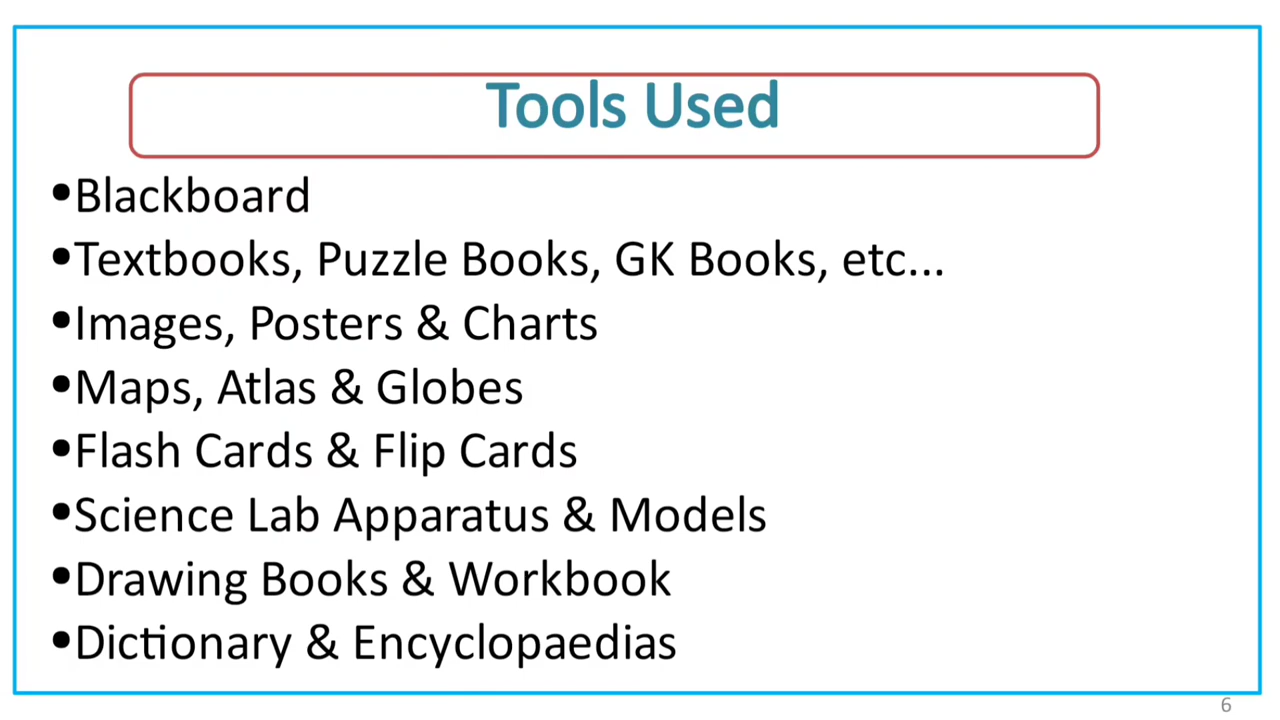 Tools Used
•Blackboard
•Textbooks, Puzzle Books, GK Books, etc...
•Images, Posters & Charts
•Maps, Atlas & Globes
•Flash Cards & Flip Cards
•Science Lab Apparatus & Models
•Drawing Books & Workbook
•Dictionary & Encyclopaedias
6